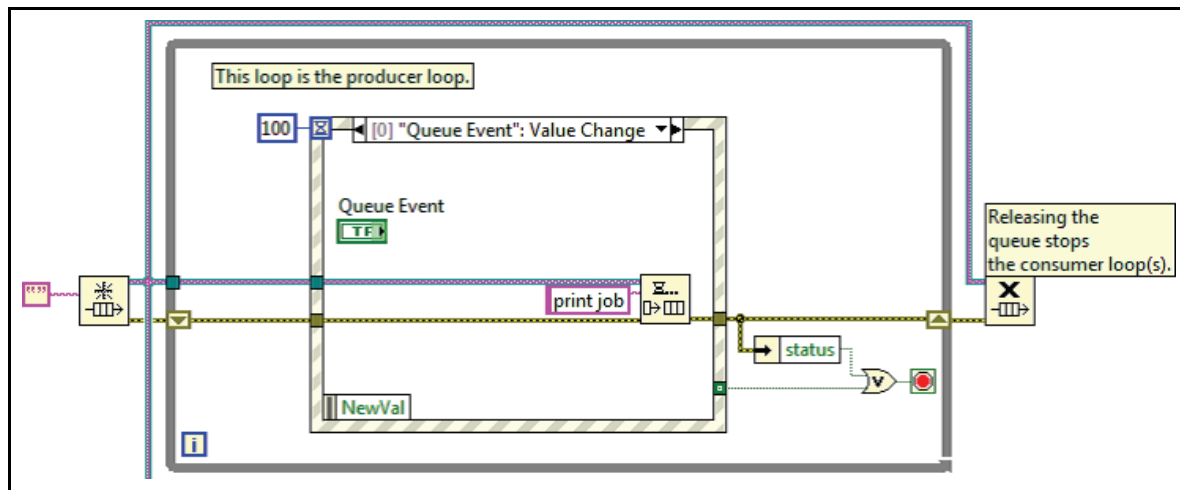 This loop is the producer loop.
100
[0] "Queue Event": Value Change
Queue Event
TF
Releasing the
queue stops
the consumer loop(s).
""
print job
status
V
NewVal
i